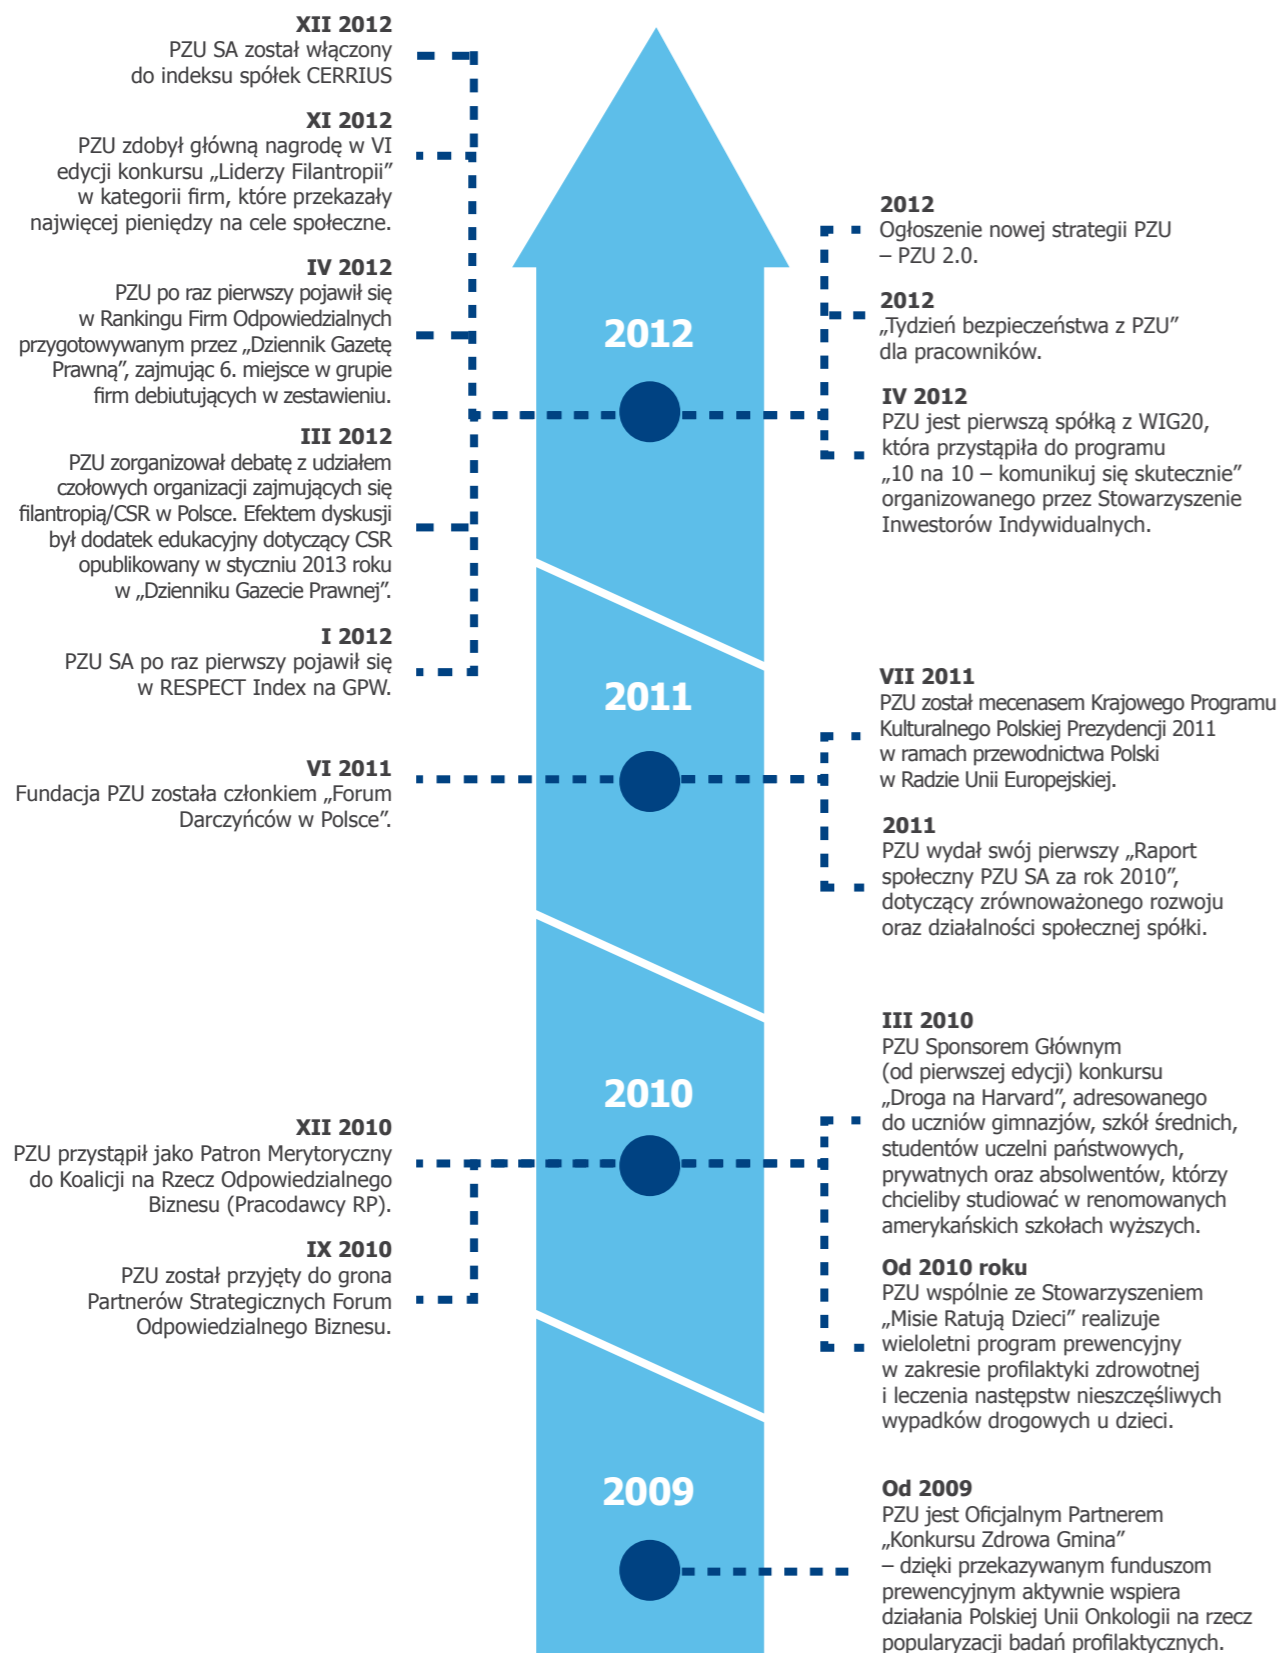 XII 2012
PZU SA został włączony
do indeksu spółek CERRIUS
XI 2012
PZU zdobył główną nagrodę w VI
edycji konkursu „Liderzy Filantropii”
w kategorii firm, które przekazały
najwięcej pieniędzy na cele społeczne.
IV 2012
PZU po raz pierwszy pojawił się
w Rankingu Firm Odpowiedzialnych
przygotowywanym przez „Dziennik Gazetę
Prawną”, zajmując 6. miejsce w grupie
firm debiutujących w zestawieniu.
III 2012
PZU zorganizował debatę z udziałem
czołowych organizacji zajmujących się
filantropią/CSR w Polsce. Efektem dyskusji
był dodatek edukacyjny dotyczący CSR
opublikowany w styczniu 2013 roku
w „Dzienniku Gazecie Prawnej”.
I 2012
PZU SA po raz pierwszy pojawił się
w RESPECT Index na GPW.
2012
2012
Ogłoszenie nowej strategii PZU
– PZU 2.0.
2012
„Tydzień bezpieczeństwa z PZU”
dla pracowników.
IV 2012
PZU jest pierwszą spółką z WIG20,
która przystąpiła do programu
„10 na 10 – komunikuj się skutecznie”
organizowanego przez Stowarzyszenie
Inwestorów Indywidualnych.
VI 2011
Fundacja PZU została członkiem „Forum
Darczyńców w Polsce”.
2011
VII 2011
PZU został mecenasem Krajowego Programu
Kulturalnego Polskiej Prezydencji 2011
w ramach przewodnictwa Polski
w Radzie Unii Europejskiej.
2011
PZU wydał swój pierwszy „Raport
społeczny PZU SA za rok 2010”,
dotyczący zrównoważonego rozwoju
oraz działalności społecznej spółki.
XII 2010
PZU przystąpił jako Patron Merytoryczny
do Koalicji na Rzecz Odpowiedzialnego
Biznesu (Pracodawcy RP).
IX 2010
PZU został przyjęty do grona
Partnerów Strategicznych Forum
Odpowiedzialnego Biznesu.
2010
III 2010
PZU Sponsorem Głównym
(od pierwszej edycji) konkursu
„Droga na Harvard”, adresowanego
do uczniów gimnazjów, szkół średnich,
studentów uczelni państwowych,
prywatnych oraz absolwentów, którzy
chcieliby studiować w renomowanych
amerykańskich szkołach wyższych.
Od 2010 roku
PZU wspólnie ze Stowarzyszeniem
„Misie Ratują Dzieci” realizuje
wieloletni program prewencyjny
w zakresie profilaktyki zdrowotnej
i leczenia następstw nieszczęśliwych
wypadków drogowych u dzieci.
2009
Od 2009
PZU jest Oficjalnym Partnerem
„Konkursu Zdrowa Gmina”
– dzięki przekazywanym funduszom
prewencyjnym aktywnie wspiera
działania Polskiej Unii Onkologii na rzecz
popularyzacji badań profilaktycznych.